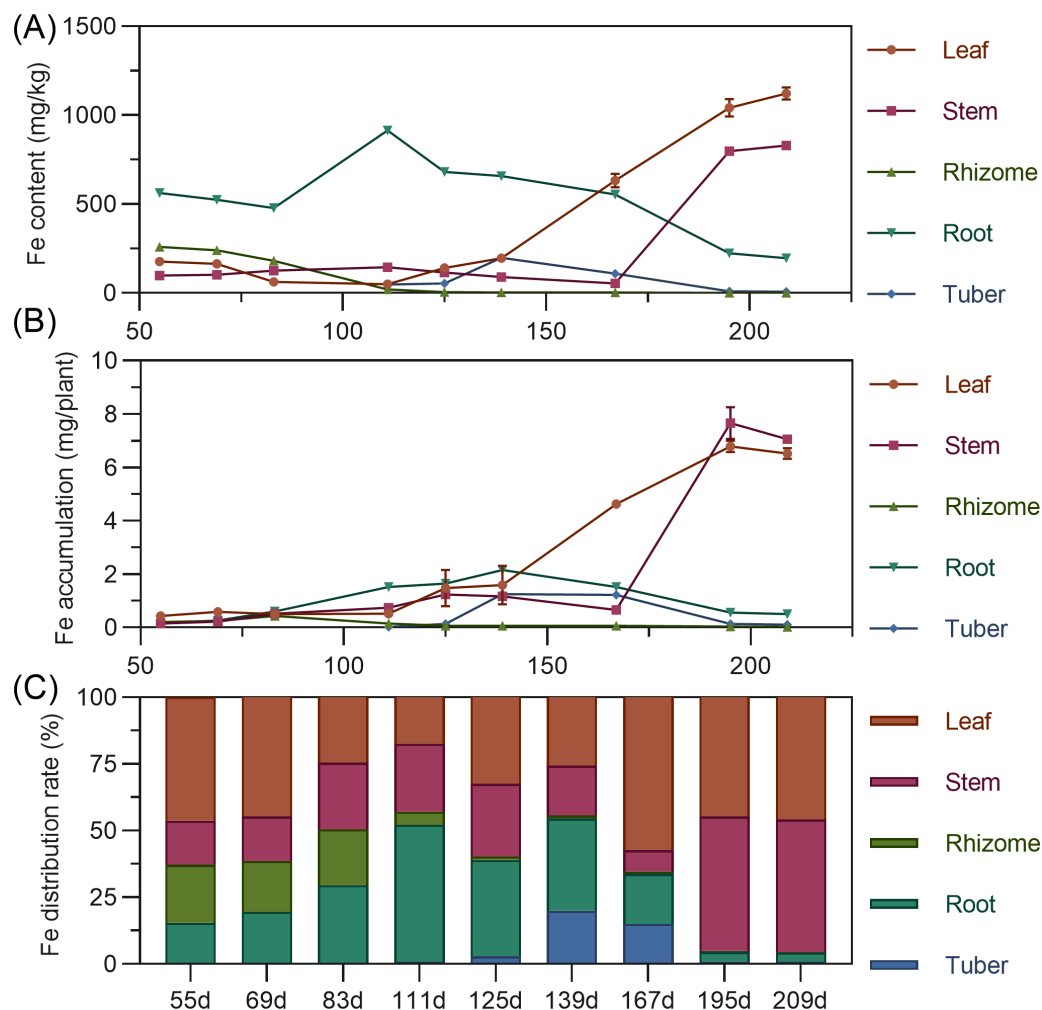 (A)
Fe content (mg/kg)
1500
1000
500
0
50
100
150
200
Leaf
Stem
Rhizome
Root
Tuber
(B)
Fe accumulation (mg/plant)
10
8
6
4
2
0
50
100
150
200
Leaf
Stem
Rhizome
Root
Tuber
(C)
Fe distribution rate (%)
100
75
50
25
0
55d
69d
83d
111d
125d
139d
167d
195d
209d
Leaf
Stem
Rhizome
Root
Tuber